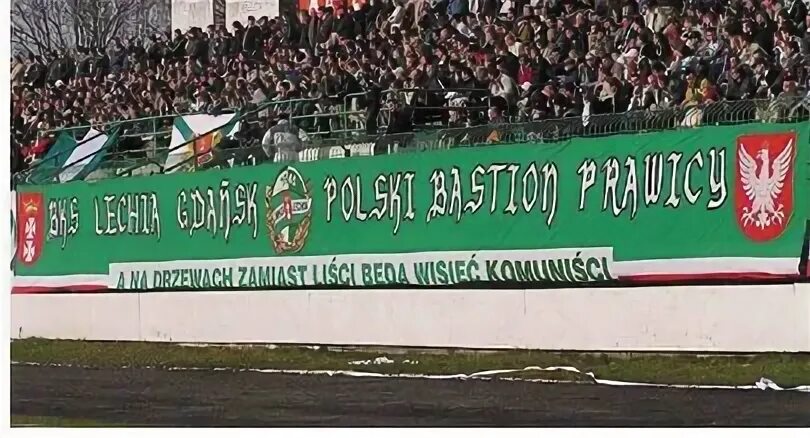 BKS LECHIA GDAŃSK POLSKI BASTION PRAWICY
A NA DRZEWACH ZAMIAST LIŚCI BĘDĄ WISIEĆ KOMUNIŚCI